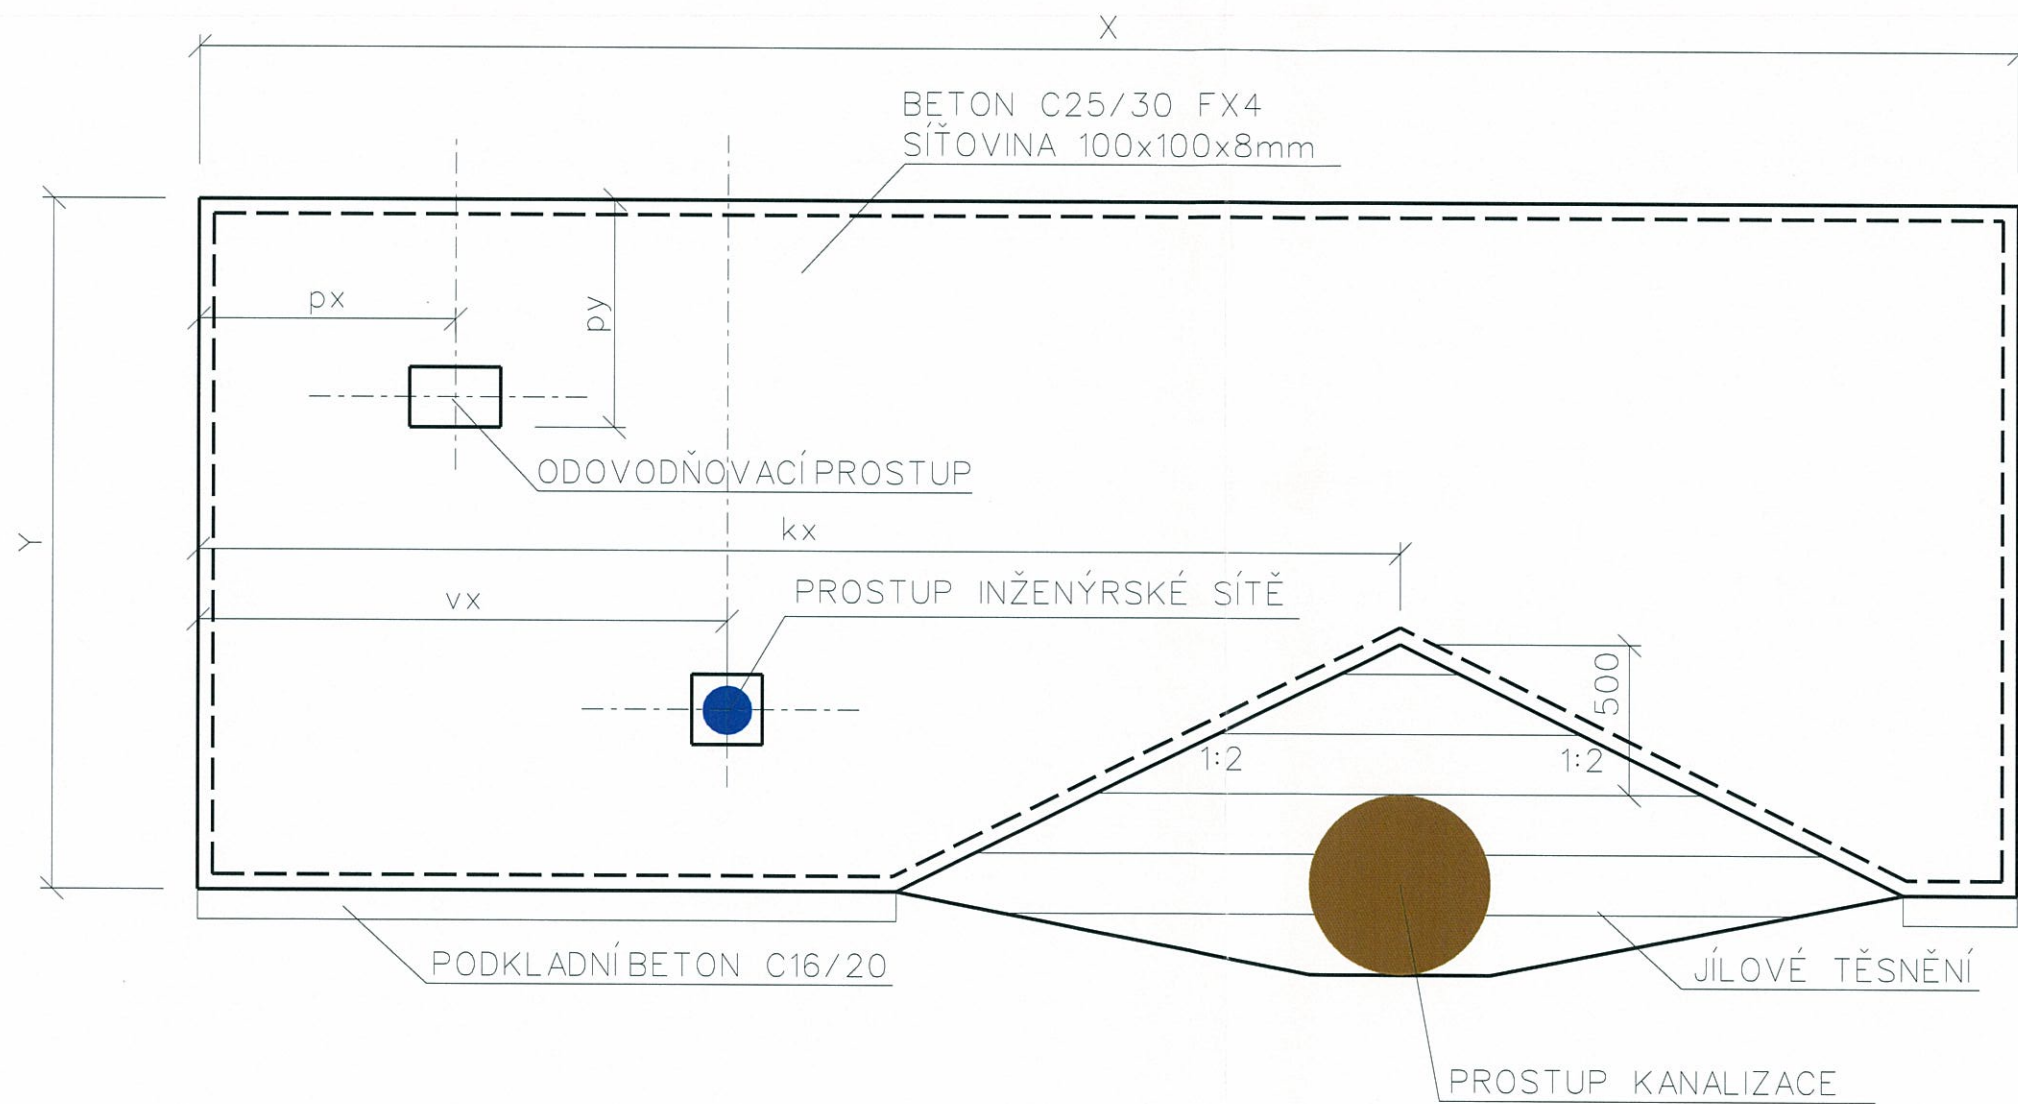 X
BETON C25/30 FX4
SÍŤOVINA 100x100x8mm
px
py
ODOVODŇOVACÍ PROSTUP
Y
kx
vx
PROSTUP INŽENÝRSKÉ SÍTĚ
500
1:2
1:2
PODKLADNÍ BETON C16/20
JÍLOVÉ TĚSNĚNÍ
PROSTUP KANALIZACE